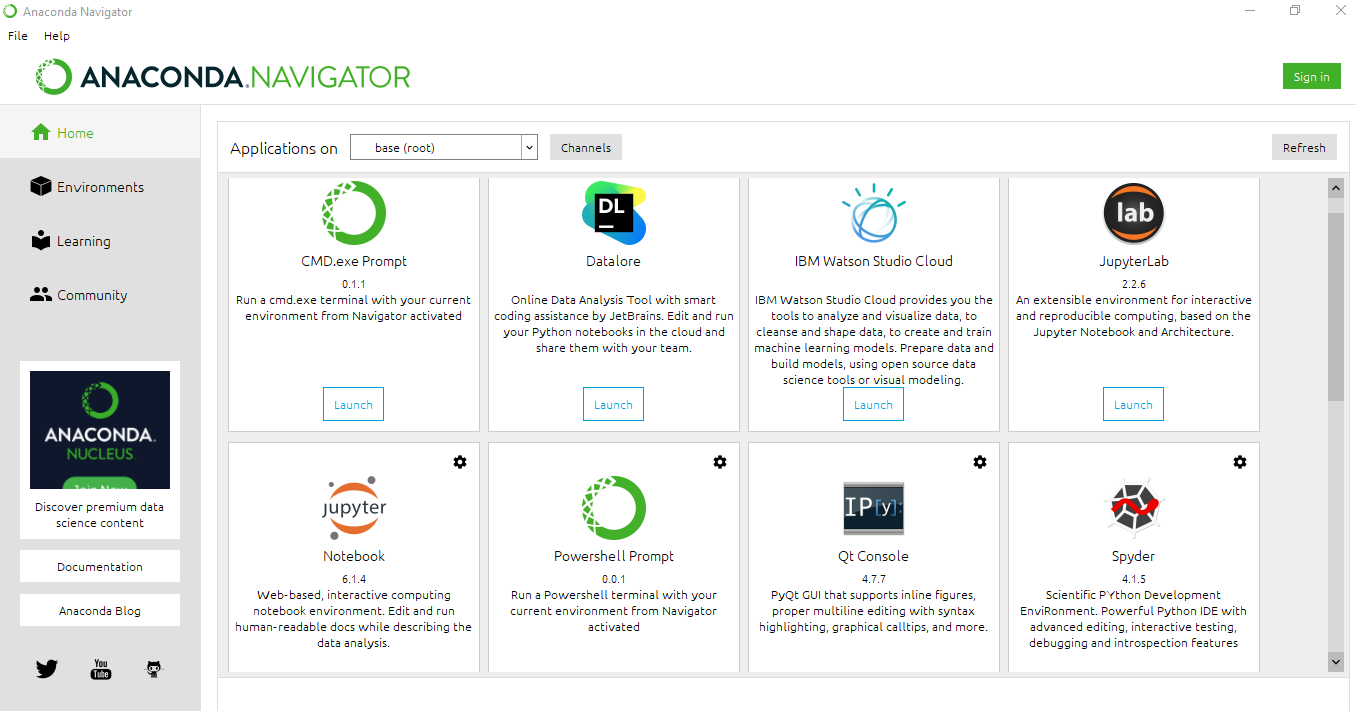 Anaconda Navigator
File Help
ANACONDA.NAVIGATOR
Sign in
Home
Environments
Learning
Community
ANACONDA.
NUCLEUS
Join Now
Discover premium data
science content
Documentation
Anaconda Blog
You
Tube
Applications on base (root) Channels Refresh
CMD.exe Prompt
0.1.1
Run a cmd.exe terminal with your current
environment from Navigator activated
Launch
DL
Datalore
Online Data Analysis Tool with smart
coding assistance by JetBrains. Edit and run
your Python notebooks in the cloud and
share them with your team.
Launch
IBM Watson Studio Cloud
IBM Watson Studio Cloud provides you the
tools to analyze and visualize data, to
cleanse and shape data, to create and train
machine learning models. Prepare data and
build models, using open source data
science tools or visual modeling.
Launch
lab
JupyterLab
2.2.6
An extensible environment for interactive
and reproducible computing, based on the
Jupyter Notebook and Architecture.
Launch
jupyter
Notebook
6.1.4
Web-based, interactive computing
notebook environment. Edit and run
human-readable docs while describing the
data analysis.
Powershell Prompt
0.0.1
Run a Powershell terminal with your
current environment from Navigator
activated
IP[y]:
Qt Console
4.7.7
PyQt GUI that supports inline figures,
proper multiline editing with syntax
highlighting, graphical calltips, and more.
Spyder
4.1.5
Scientific PYthon Development
EnviRonment. Powerful Python IDE with
advanced editing, interactive testing,
debugging and introspection features